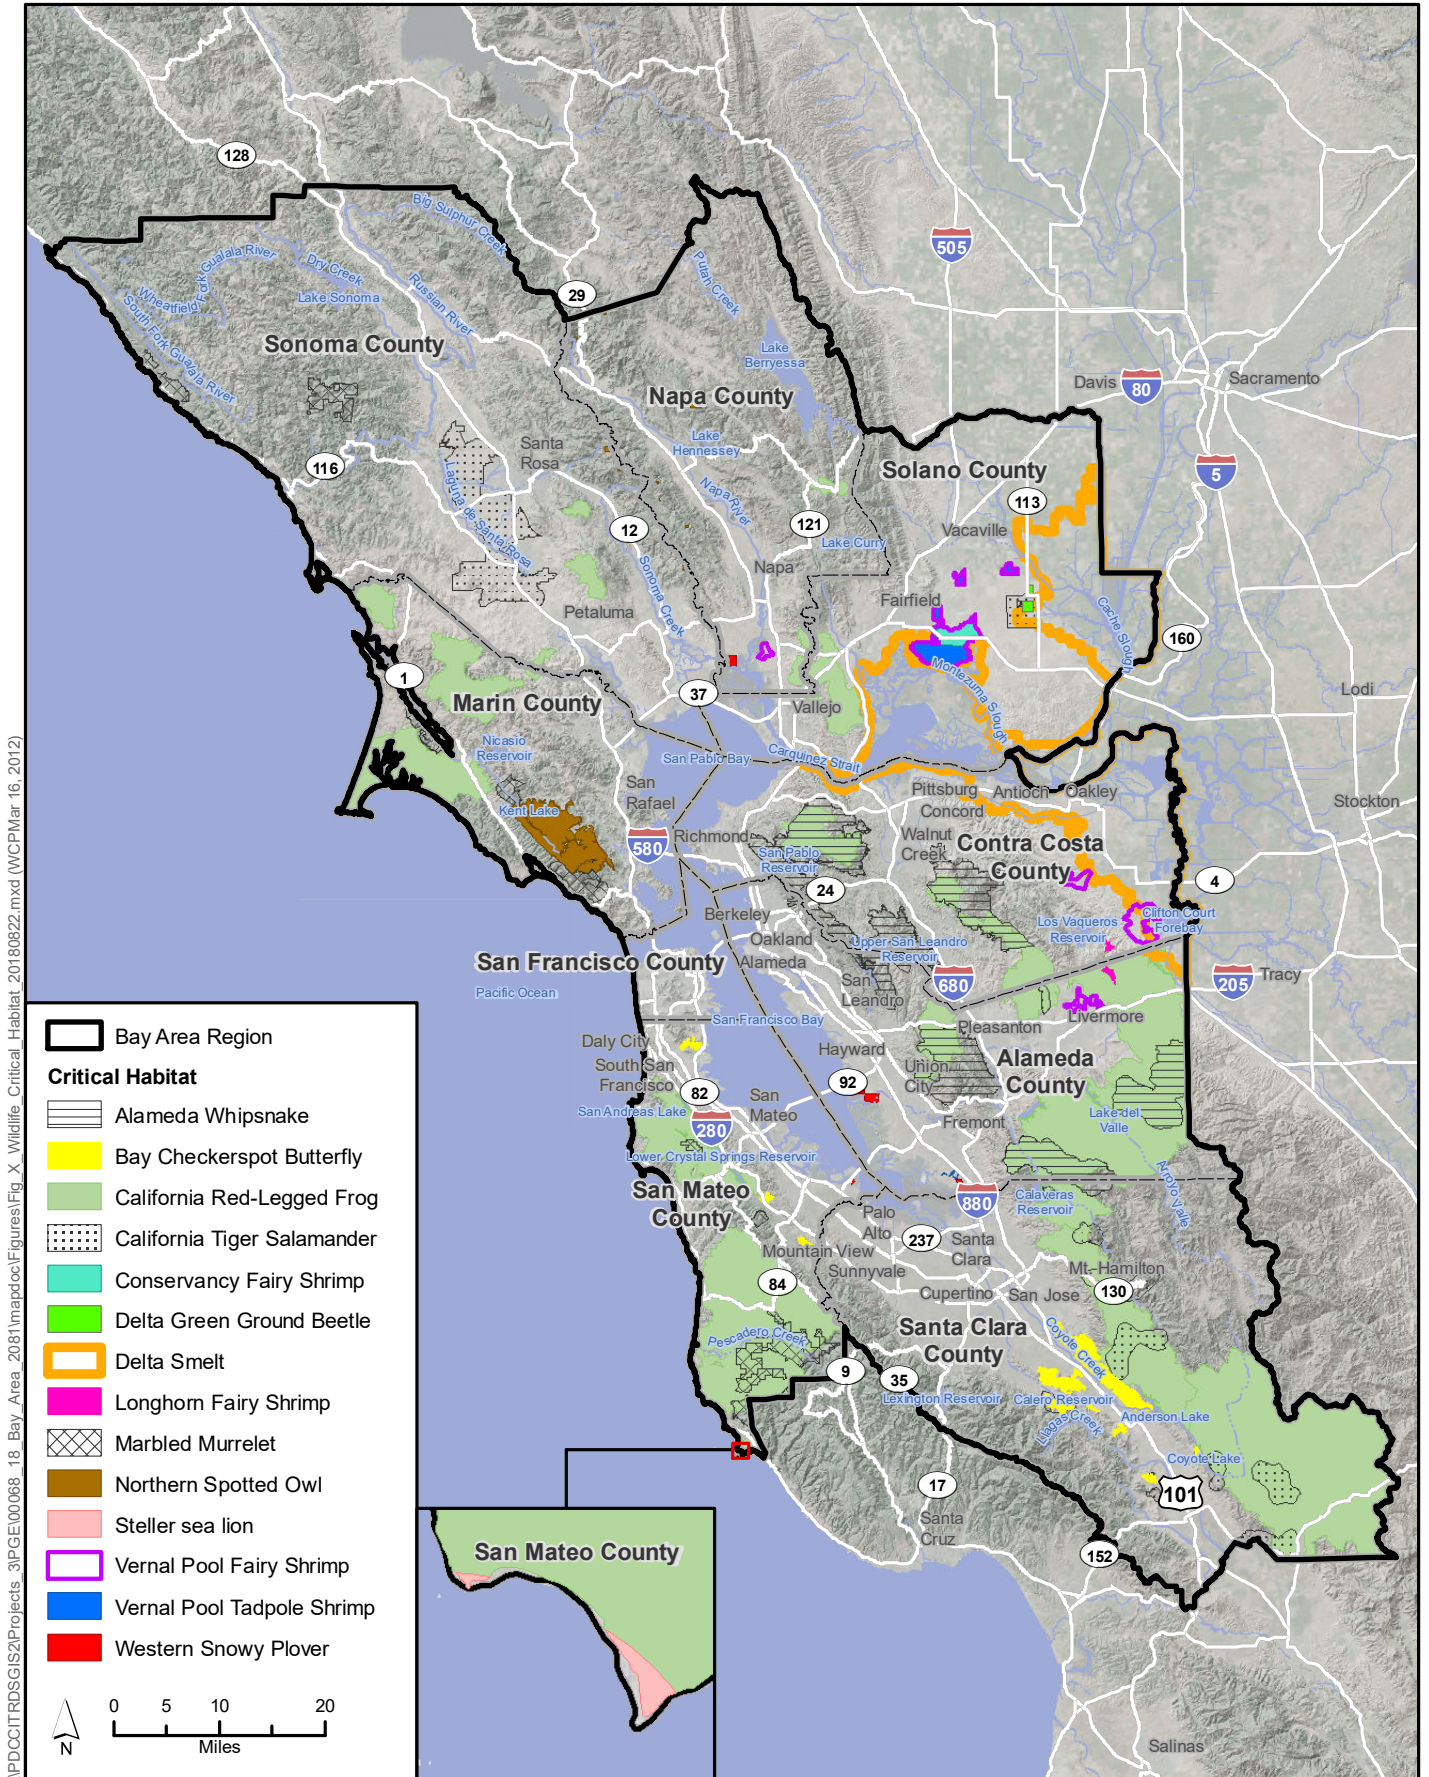 128
505
Big Sulphur Creek
Putah Creek
Wheatfield Fork Gualala River
Dry Creek
Lake Sonoma
Russian River
29
South Fork Gualala River
Sonoma County
Lake
Berryessa
Napa County
Davis
80
Sacramento
Lake
Hennessey
Santa
Rosa
116
Laguna de Santa Rosa
Solano County
5
Napa River
113
12
121
Vacaville
Lake Curry
Napa
Sonoma Creek
Petaluma
Fairfield
Cache Slough
160
1
37
Marin County
Vallejo
Montezuma Slough
Lodi
Nicasio
Reservoir
San Pablo Bay
Carquinez Strait
San
Rafael
Pittsburg
Antioch
Oakley
Concord
Stockton
Kent Lake
580
Richmond
San Pablo
Reservoir
Walnut
Creek
Contra Costa
County
24
4
Berkeley
Los Vaqueros
Reservoir
Clifton Court
Forebay
Oakland
Alameda
Upper San Leandro
Reservoir
San Francisco County
San
Leandro
680
205
Tracy
Pacific Ocean
San Francisco Bay
Pleasanton
Livermore
Daly City
South San
Francisco
Hayward
Union
City
Alameda
County
82
92
San
Mateo
San Andreas Lake
280
Fremont
Lake del
Valle
Lower Crystal Springs Reservoir
Arroyo Valle
San Mateo
County
880
Calaveras
Reservoir
Palo
Alto
237
Santa
Clara
Mountain View
Sunnyvale
Mt. Hamilton
84
Cupertino
San Jose
130
Pescadero Creek
Santa Clara
County
Coyote Creek
9
35
Lexington Reservoir
Calero Reservoir
Llagas Creek
Anderson Lake
Coyote Lake
17
101
Santa
Cruz
152
Salinas
Bay Area Region
Critical Habitat
Alameda Whipsnake
Bay Checkerspot Butterfly
California Red-Legged Frog
California Tiger Salamander
Conservancy Fairy Shrimp
Delta Green Ground Beetle
Delta Smelt
Longhorn Fairy Shrimp
Marbled Murrelet
Northern Spotted Owl
Steller sea lion
Vernal Pool Fairy Shrimp
Vernal Pool Tadpole Shrimp
Western Snowy Plover
N
0 5 10 20
Miles
San Mateo County
\PDCCITRDSGIS2\Projects_3\PGE\00068_18_Bay_Area_2081\mapdoc\Figures\Fig_X_Wildlife_Critical_Habitat_20180822.mxd (WCPMar 16, 2012)